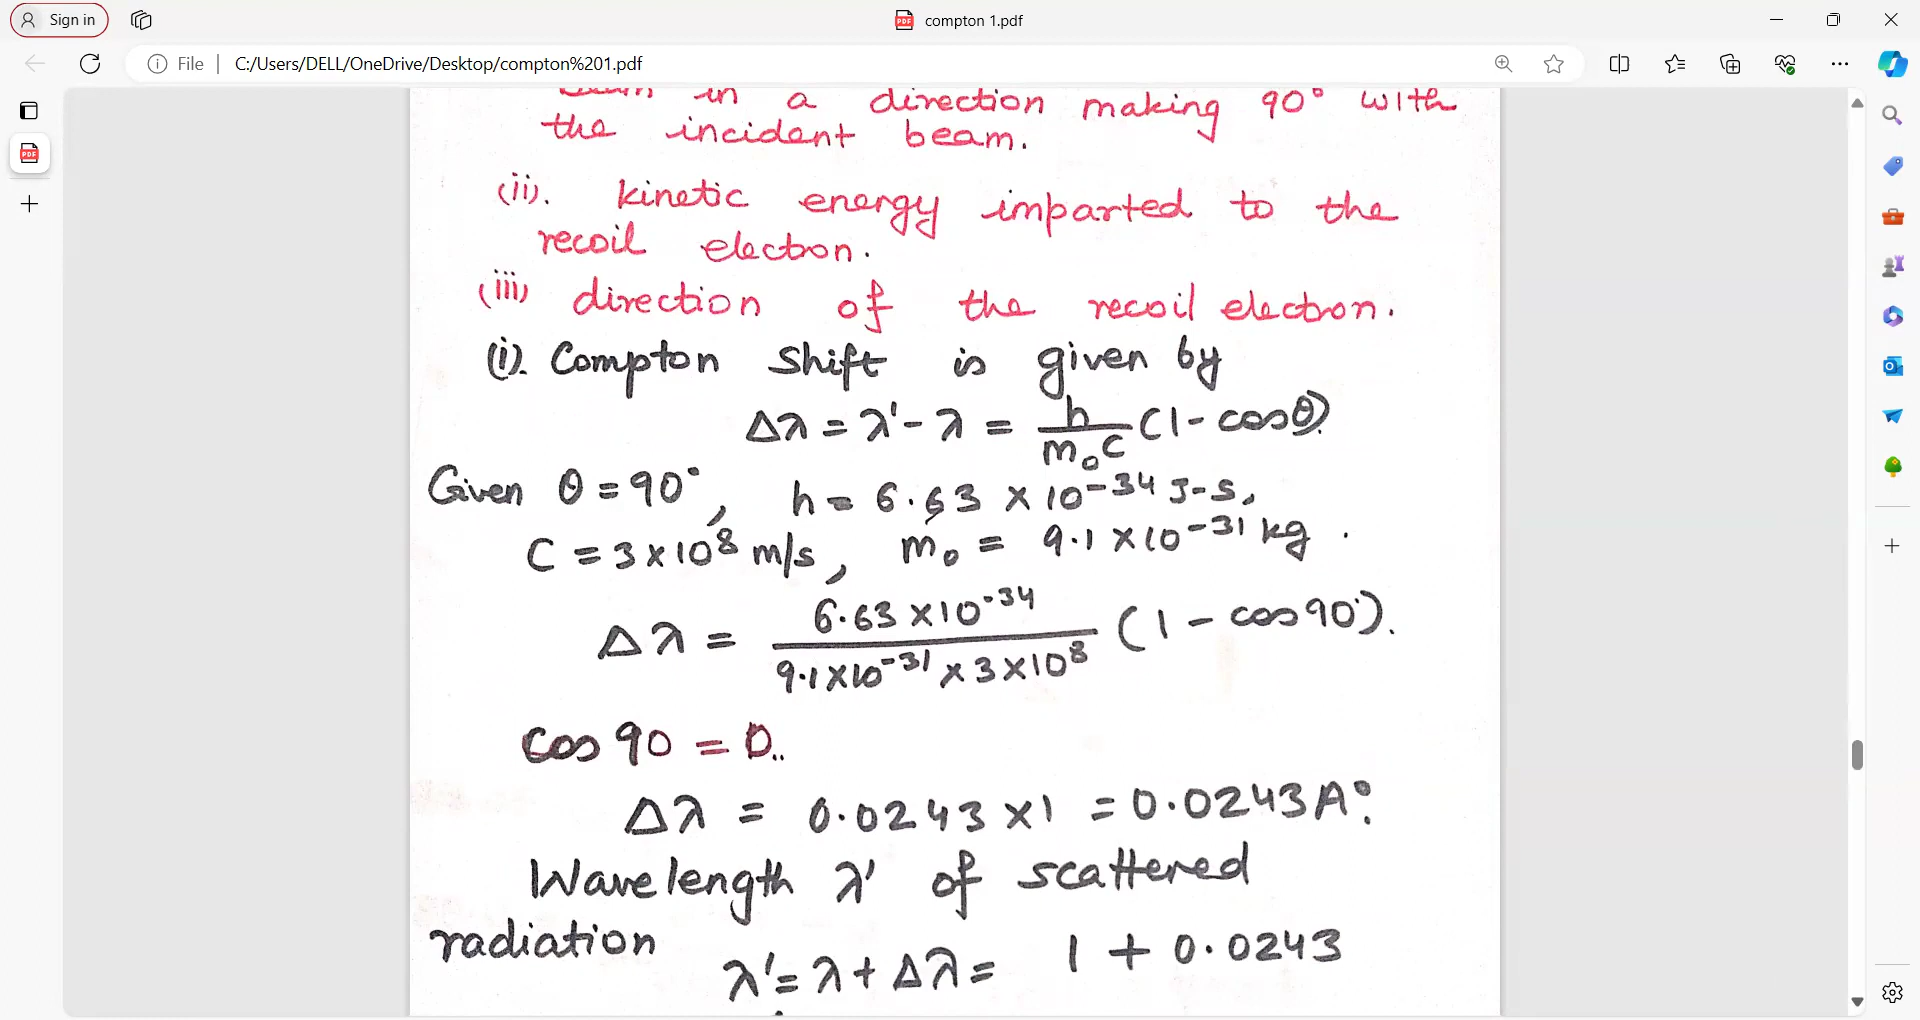 Sign in
compton 1.pdf
File
C:/Users/DELL/OneDrive/Desktop/compton%201.pdf
in a direction making 90° with
the incident beam.
(ii). kinetic energy imparted to the
recoil electron.
(iii) direction of the recoil electron.
(i). Compton Shift is given by
Δλ = λ' - λ = h/m₀C (1 - cosθ).
Given θ = 90°, h = 6.63 × 10⁻³⁴ J-S,
C = 3 × 10⁸ m/s, m₀ = 9.1 × 10⁻³¹ kg.
Δλ = 6.63 × 10⁻³⁴ / 9.1 × 10⁻³¹ × 3 × 10⁸ (1 - cos 90°).
Cos 90 = 0..
Δλ = 0.0243 × 1 = 0.0243 A°.
Wavelength λ' of scattered
radiation
λ' = λ + Δλ = 1 + 0.0243